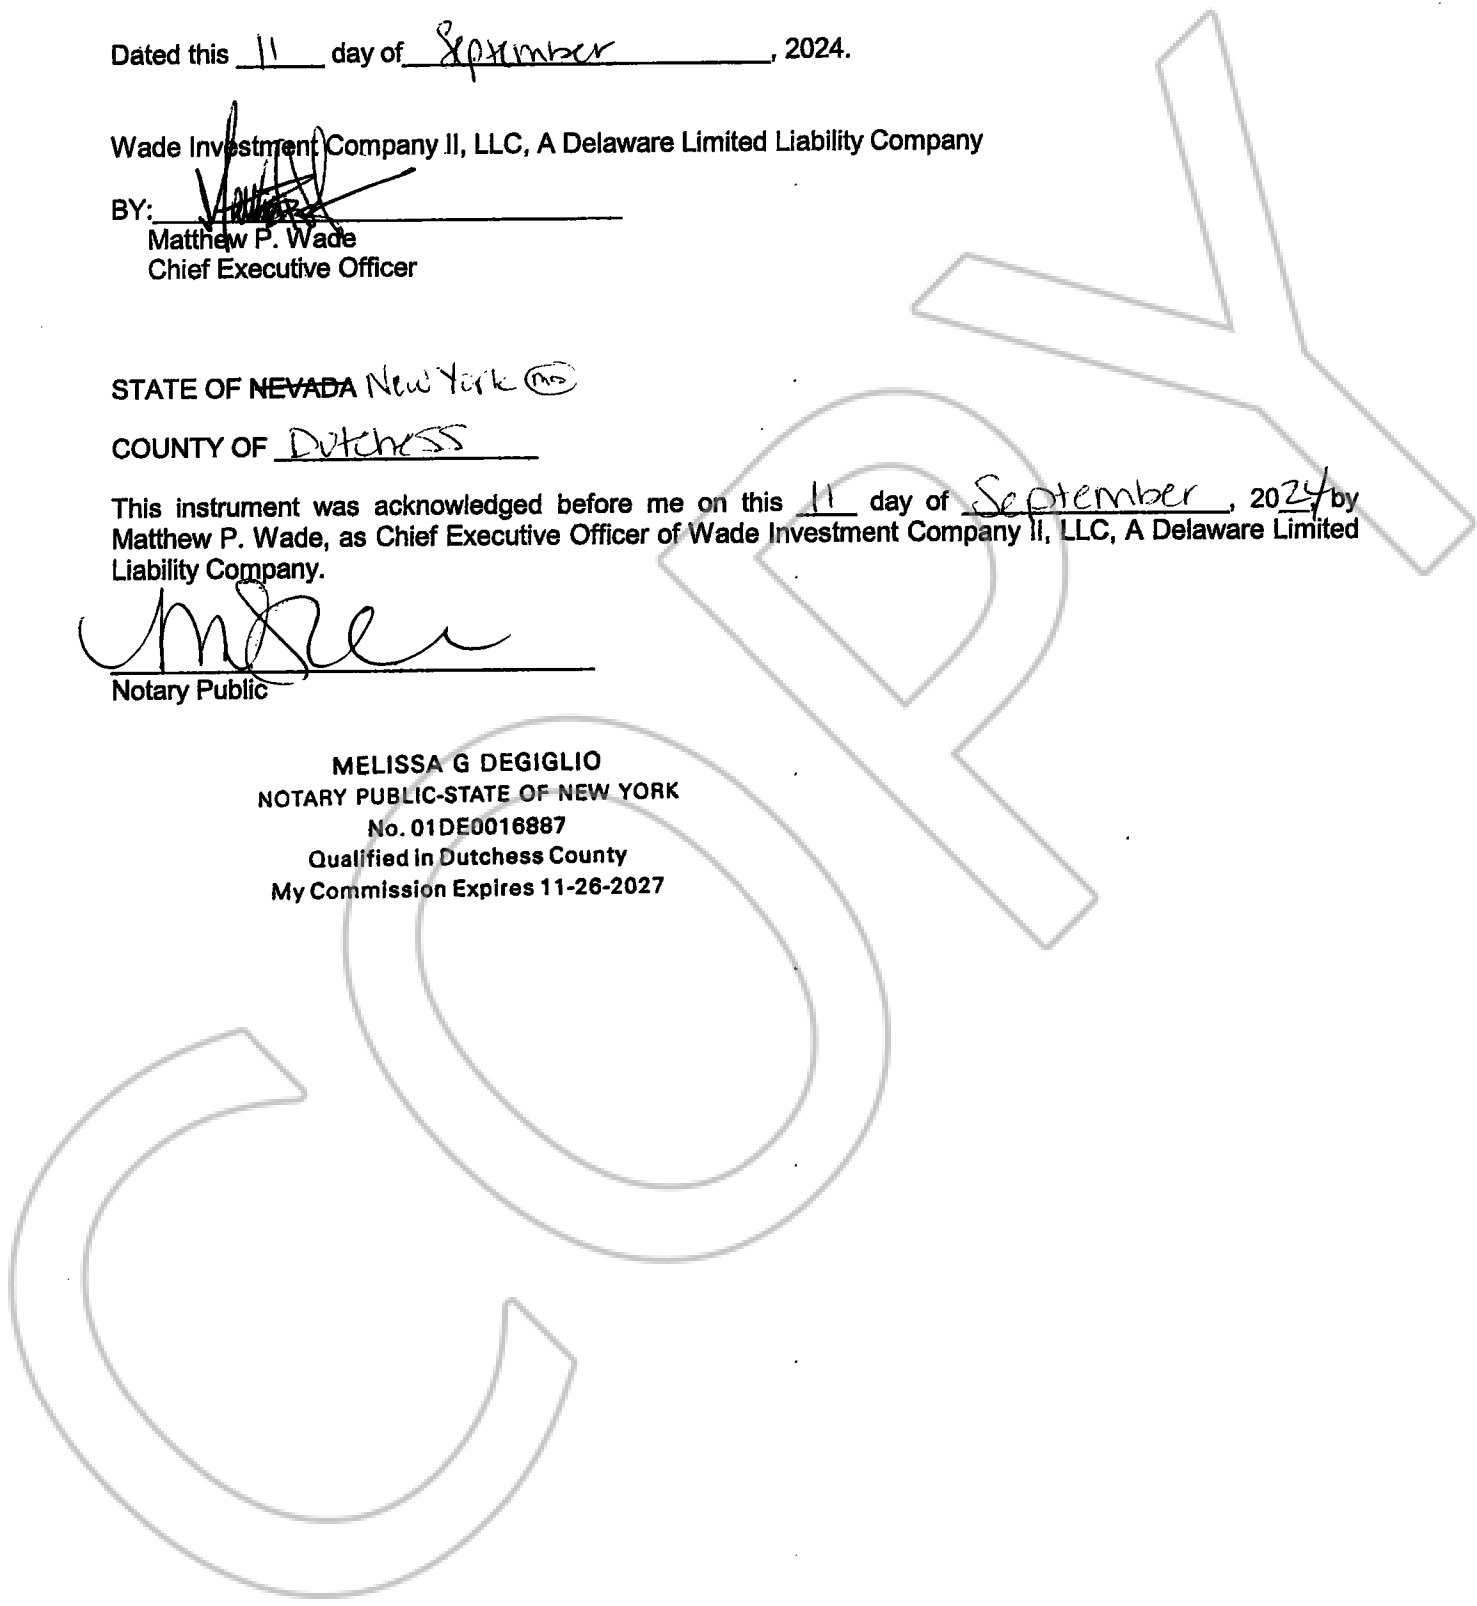 Dated this 11 day of September, 2024.
Wade Investment Company II, LLC, A Delaware Limited Liability Company
BY:
Matthew P. Wade
Chief Executive Officer
STATE OF NEVADA New York
COUNTY OF Dutchess
This instrument was acknowledged before me on this 11 day of September, 2024 by
Matthew P. Wade, as Chief Executive Officer of Wade Investment Company II, LLC, A Delaware Limited
Liability Company.
Notary Public
MELISSA G DEGIGLIO
NOTARY PUBLIC-STATE OF NEW YORK
No. 01DE0016887
Qualified in Dutchess County
My Commission Expires 11-26-2027
COPY